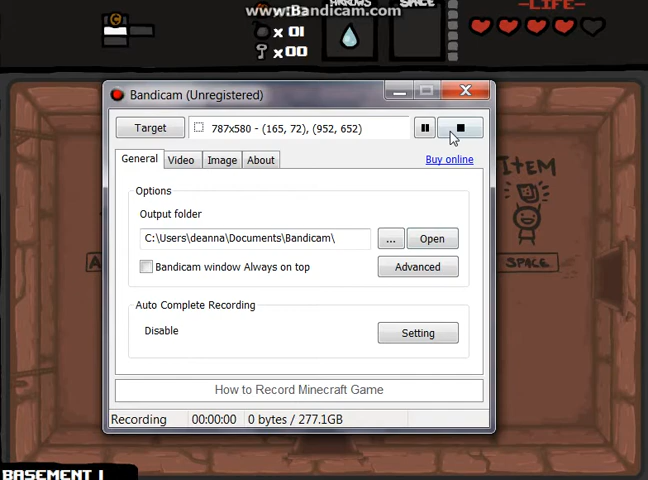 www.Bandicam.com
ARROWS
SPACE
-LIFE-
x 01
x 00
Bandicam (Unregistered)
Target
787x580 - (165, 72), (952, 652)
General
Video
Image
About
Buy online
Options
Output folder
C:\Users\deanna\Documents\Bandicam\
...
Open
Bandicam window Always on top
Advanced
Auto Complete Recording
Disable
Setting
How to Record Minecraft Game
Recording
00:00:00
0 bytes / 277.1GB
ITEM
SPACE
BASEMENT I